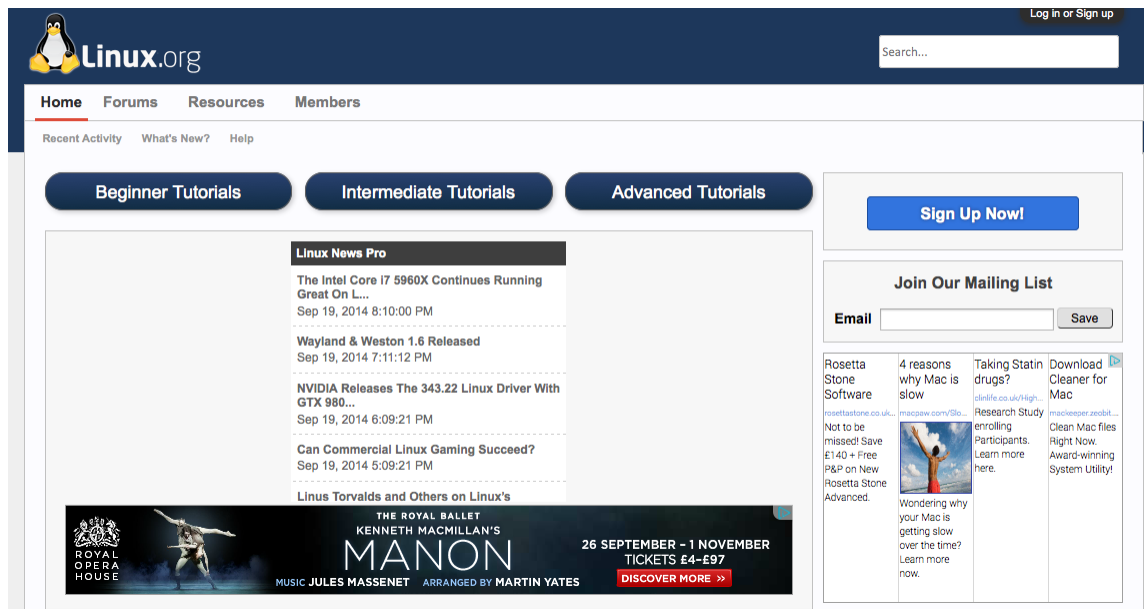 Log in or Sign up
Linux.org
Search...
Home Forums Resources Members
Recent Activity What's New? Help
Beginner Tutorials Intermediate Tutorials Advanced Tutorials
Sign Up Now!
Linux News Pro
The Intel Core i7 5960X Continues Running
Great On L...
Sep 19, 2014 8:10:00 PM
Wayland & Weston 1.6 Released
Sep 19, 2014 7:11:12 PM
NVIDIA Releases The 343.22 Linux Driver With
GTX 980...
Sep 19, 2014 6:09:21 PM
Can Commercial Linux Gaming Succeed?
Sep 19, 2014 5:09:21 PM
Linus Torvalds and Others on Linux's
Join Our Mailing List
Email Save
Rosetta
Stone
Software
rosettastone.co.uk...
Not to be
missed! Save
£140 + Free
P&P on New
Rosetta Stone
Advanced.
4 reasons
why Mac is
slow
macpaw.com/Slo...
Wondering why
your Mac is
getting slow
over the time?
Learn more
now.
Taking Statin
drugs?
clinlife.co.uk/High...
Research Study
enrolling
Participants.
Learn more
here.
Download
Cleaner for
Mac
mackeeper.zeobit....
Clean Mac files
Right Now.
Award-winning
System Utility!
ROYAL
OPERA
HOUSE
THE ROYAL BALLET
KENNETH MACMILLAN'S
MANON
MUSIC JULES MASSENET ARRANGED BY MARTIN YATES
26 SEPTEMBER – 1 NOVEMBER
TICKETS £4–£97
DISCOVER MORE »